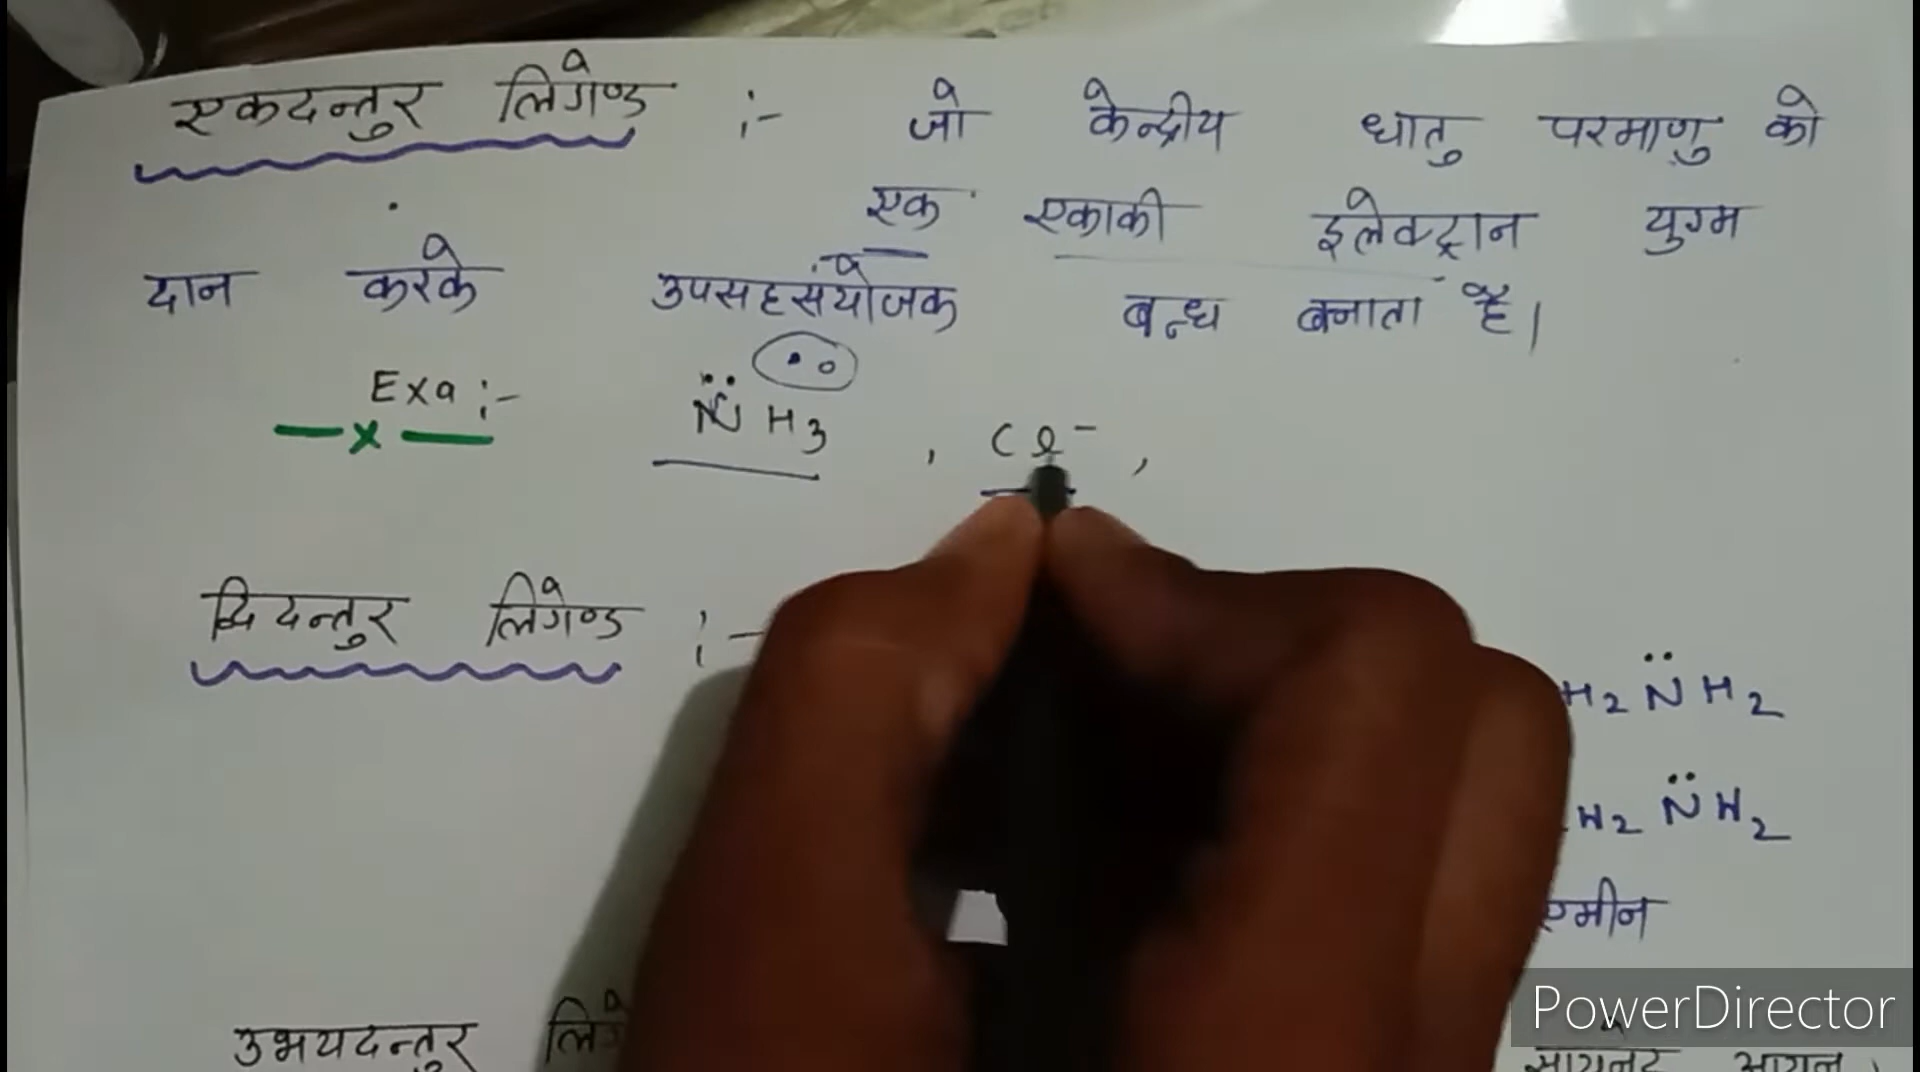 एकदन्तुर लिगेण्ड :- जो केन्द्रीय धातु परमाणु को
एक एकाकी इलेक्ट्रान युग्म
दान करके उपसहसंयोजक बन्ध बनाता है।
Exa :- N̈H3 , Cl⁻ ,
द्विदन्तुर लिगेण्ड :-
H2N̈H2
H2N̈H2
एमीन
उभयदन्तुर
आयन
PowerDirector